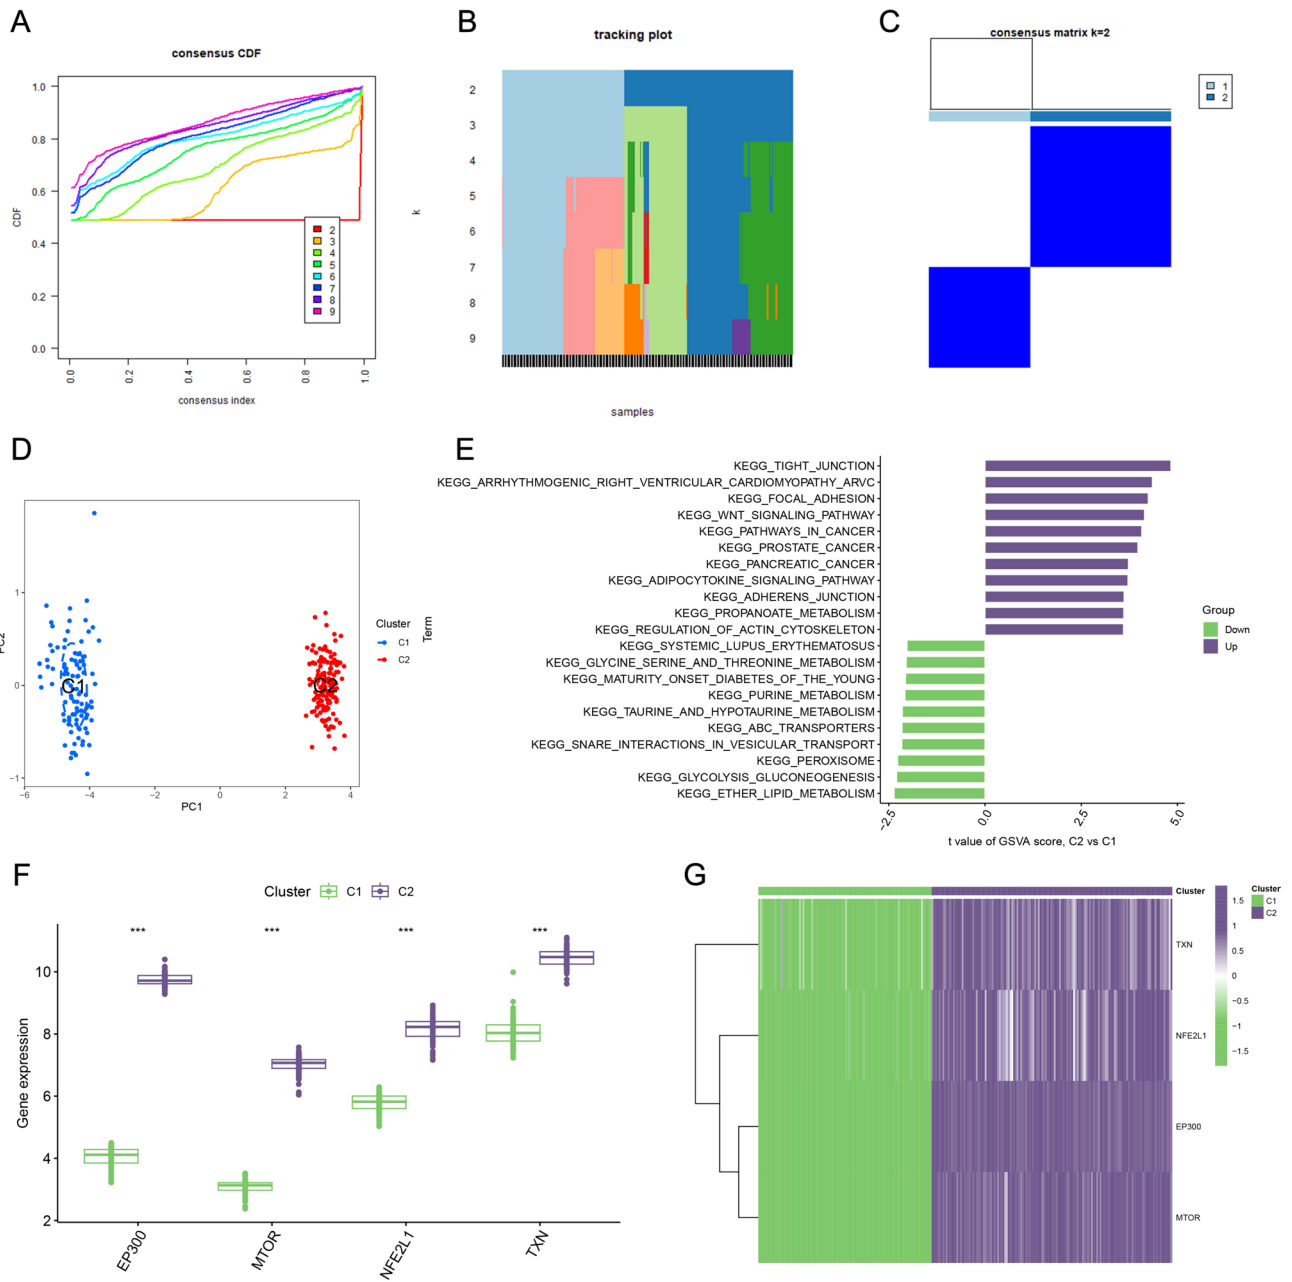 A
consensus CDF
CDF
1.0
0.8
0.6
0.4
0.2
0.0
2
3
4
5
6
7
8
9
0.0
0.2
0.4
0.6
0.8
1.0
consensus index
B
tracking plot
k
2
3
4
5
6
7
8
9
samples
C
consensus matrix k=2
1
2
D
PC2
1
0
−1
C1
C2
−6
−4
−2
0
2
4
PC1
Cluster
C1
C2
E
Term
KEGG_TIGHT_JUNCTION
KEGG_ARRHYTHMOGENIC_RIGHT_VENTRICULAR_CARDIOMYOPATHY_ARVC
KEGG_FOCAL_ADHESION
KEGG_WNT_SIGNALING_PATHWAY
KEGG_PATHWAYS_IN_CANCER
KEGG_PROSTATE_CANCER
KEGG_PANCREATIC_CANCER
KEGG_ADIPOCYTOKINE_SIGNALING_PATHWAY
KEGG_ADHERENS_JUNCTION
KEGG_PROPANOATE_METABOLISM
KEGG_REGULATION_OF_ACTIN_CYTOSKELETON
KEGG_SYSTEMIC_LUPUS_ERYTHEMATOSUS
KEGG_GLYCINE_SERINE_AND_THREONINE_METABOLISM
KEGG_MATURITY_ONSET_DIABETES_OF_THE_YOUNG
KEGG_PURINE_METABOLISM
KEGG_TAURINE_AND_HYPOTAURINE_METABOLISM
KEGG_ABC_TRANSPORTERS
KEGG_SNARE_INTERACTIONS_IN_VESICULAR_TRANSPORT
KEGG_PEROXISOME
KEGG_GLYCOLYSIS_GLUCONEOGENESIS
KEGG_ETHER_LIPID_METABOLISM
−2.5
0.0
2.5
5.0
t value of GSVA score, C2 vs C1
Group
Down
Up
F
Cluster C1 C2
*** *** *** ***
Gene expression
10
8
6
4
2
EP300
MTOR
NFE2L1
TXN
G
Cluster
TXN
NFE2L1
EP300
MTOR
1.5
1
0.5
0
−0.5
−1
−1.5
Cluster
C1
C2